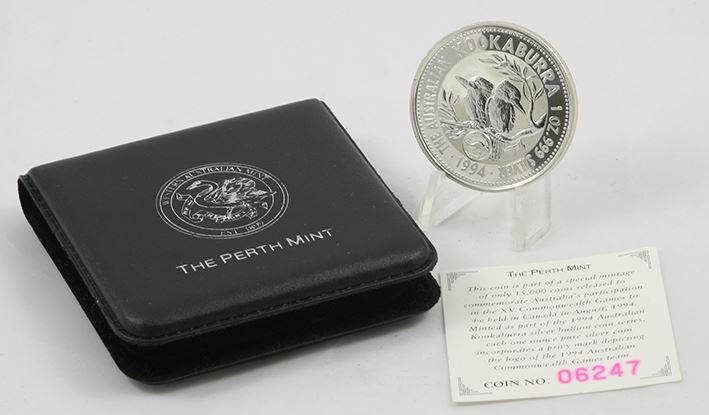 WESTERN AUSTRALIAN MINT
EST. 1899
THE PERTH MINT
THE AUSTRALIAN KOOKABURRA 1 OZ. 999 SILVER
· 1994 ·
THE PERTH MINT
This coin is part of a special mintage
of only 15,000 coins released to
commemorate Australia's participation
in the XV Commonwealth Games to
be held in Canada in August, 1994.
Minted as part of the 1994 Australian
Kookaburra silver bullion coin series,
each one ounce pure silver coin
incorporates a privy mark depicting
the logo of the 1994 Australian
Commonwealth Games team.
COIN NO. 06247